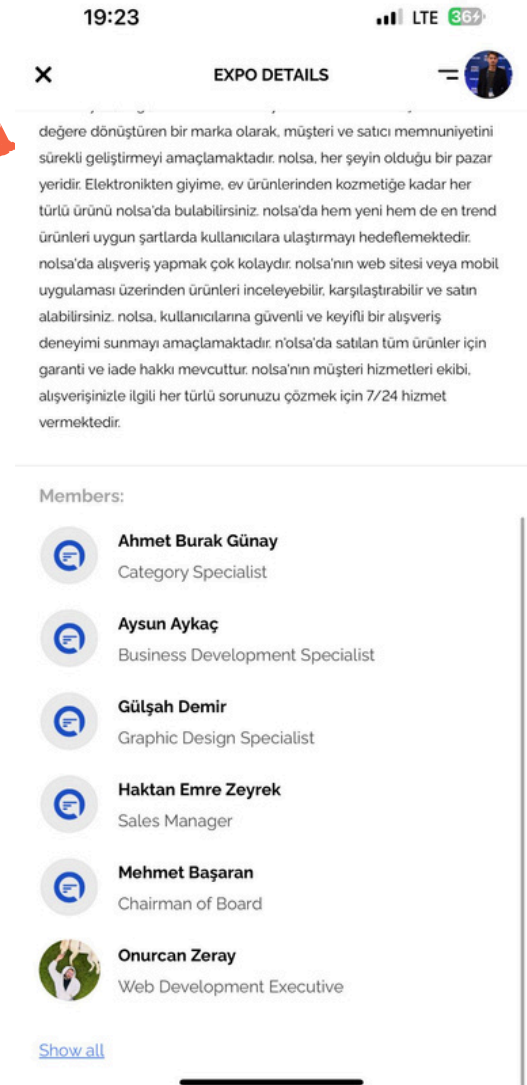 19:23
LTE
36
EXPO DETAILS
değere dönüştüren bir marka olarak, müşteri ve satıcı memnuniyetini
sürekli geliştirmeyi amaçlamaktadır. nolsa, her şeyin olduğu bir pazar
yeridir. Elektronikten giyime, ev ürünlerinden kozmetiğe kadar her
türlü ürünü nolsa'da bulabilirsiniz. nolsa'da hem yeni hem de en trend
ürünleri uygun şartlarda kullanıcılara ulaştırmayı hedeflemektedir.
nolsa'da alışveriş yapmak çok kolaydır. nolsa'nın web sitesi veya mobil
uygulaması üzerinden ürünleri inceleyebilir, karşılaştırabilir ve satın
alabilirsiniz. nolsa, kullanıcılarına güvenli ve keyifli bir alışveriş
deneyimi sunmayı amaçlamaktadır. n'olsa'da satılan tüm ürünler için
garanti ve iade hakkı mevcuttur. nolsa'nın müşteri hizmetleri ekibi,
alışverişinizle ilgili her türlü sorunuzu çözmek için 7/24 hizmet
vermektedir.
Members:
Ahmet Burak Günay
Category Specialist
Aysun Aykaç
Business Development Specialist
Gülşah Demir
Graphic Design Specialist
Haktan Emre Zeyrek
Sales Manager
Mehmet Başaran
Chairman of Board
Onurcan Zeray
Web Development Executive
Show all